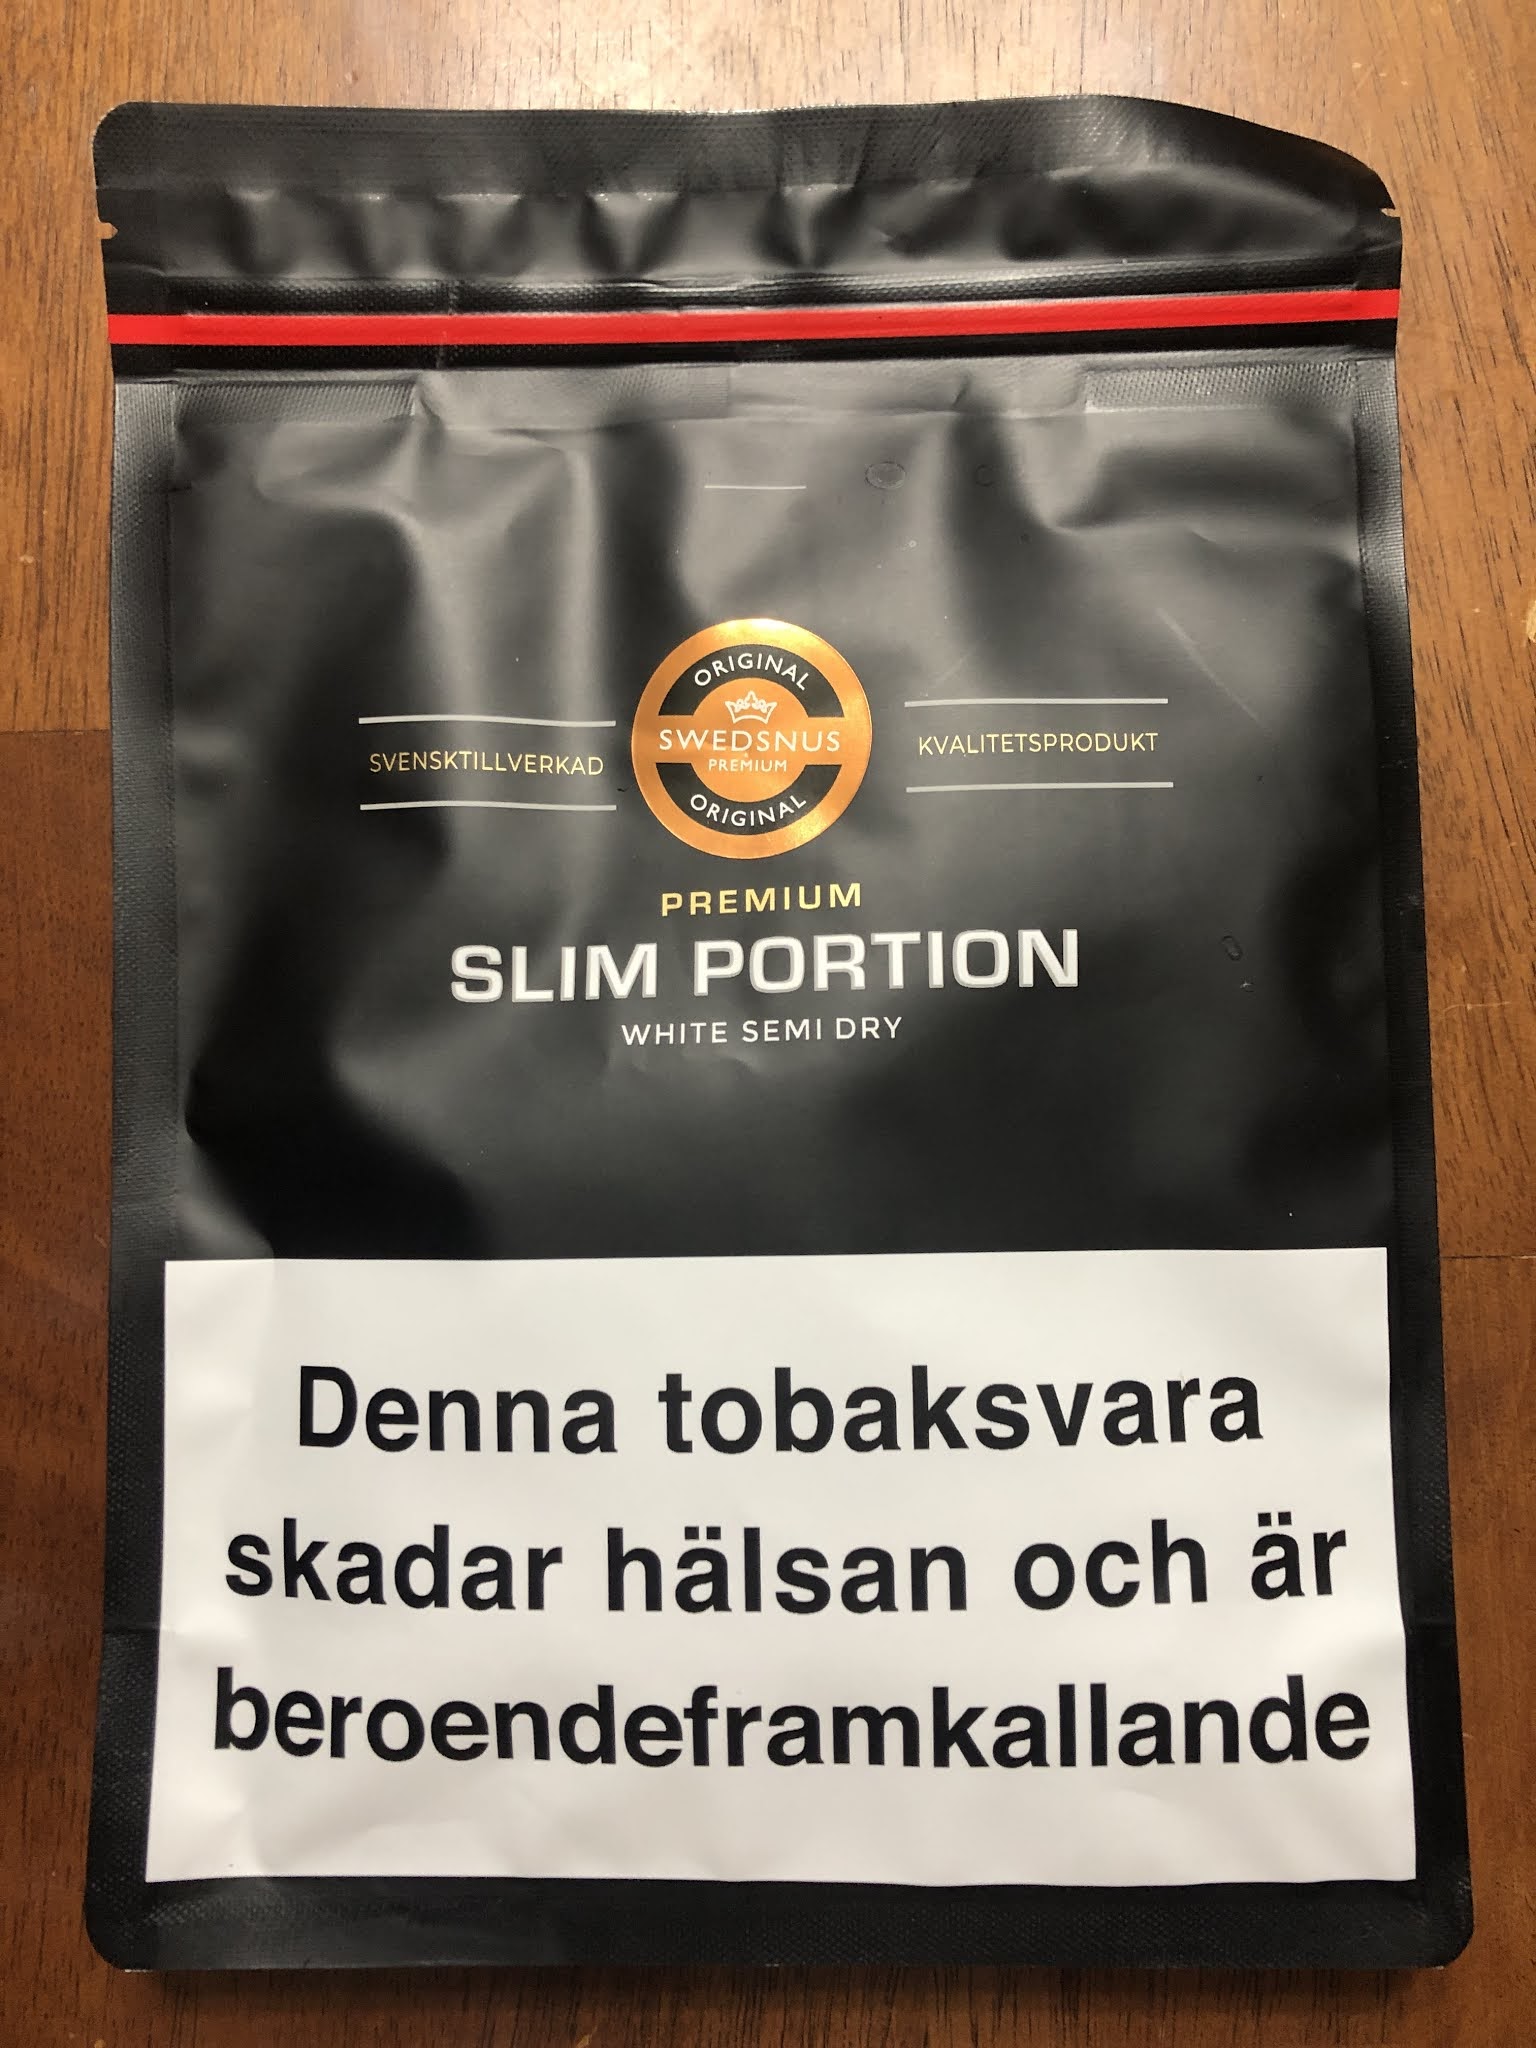 ORIGINAL
SWEDSNUS
PREMIUM
ORIGINAL
SVENSKTILLVERKAD
KVALITETSPRODUKT
PREMIUM
SLIM PORTION
WHITE SEMI DRY
Denna tobaksvara
skadar hälsan och är
beroendeframkallande